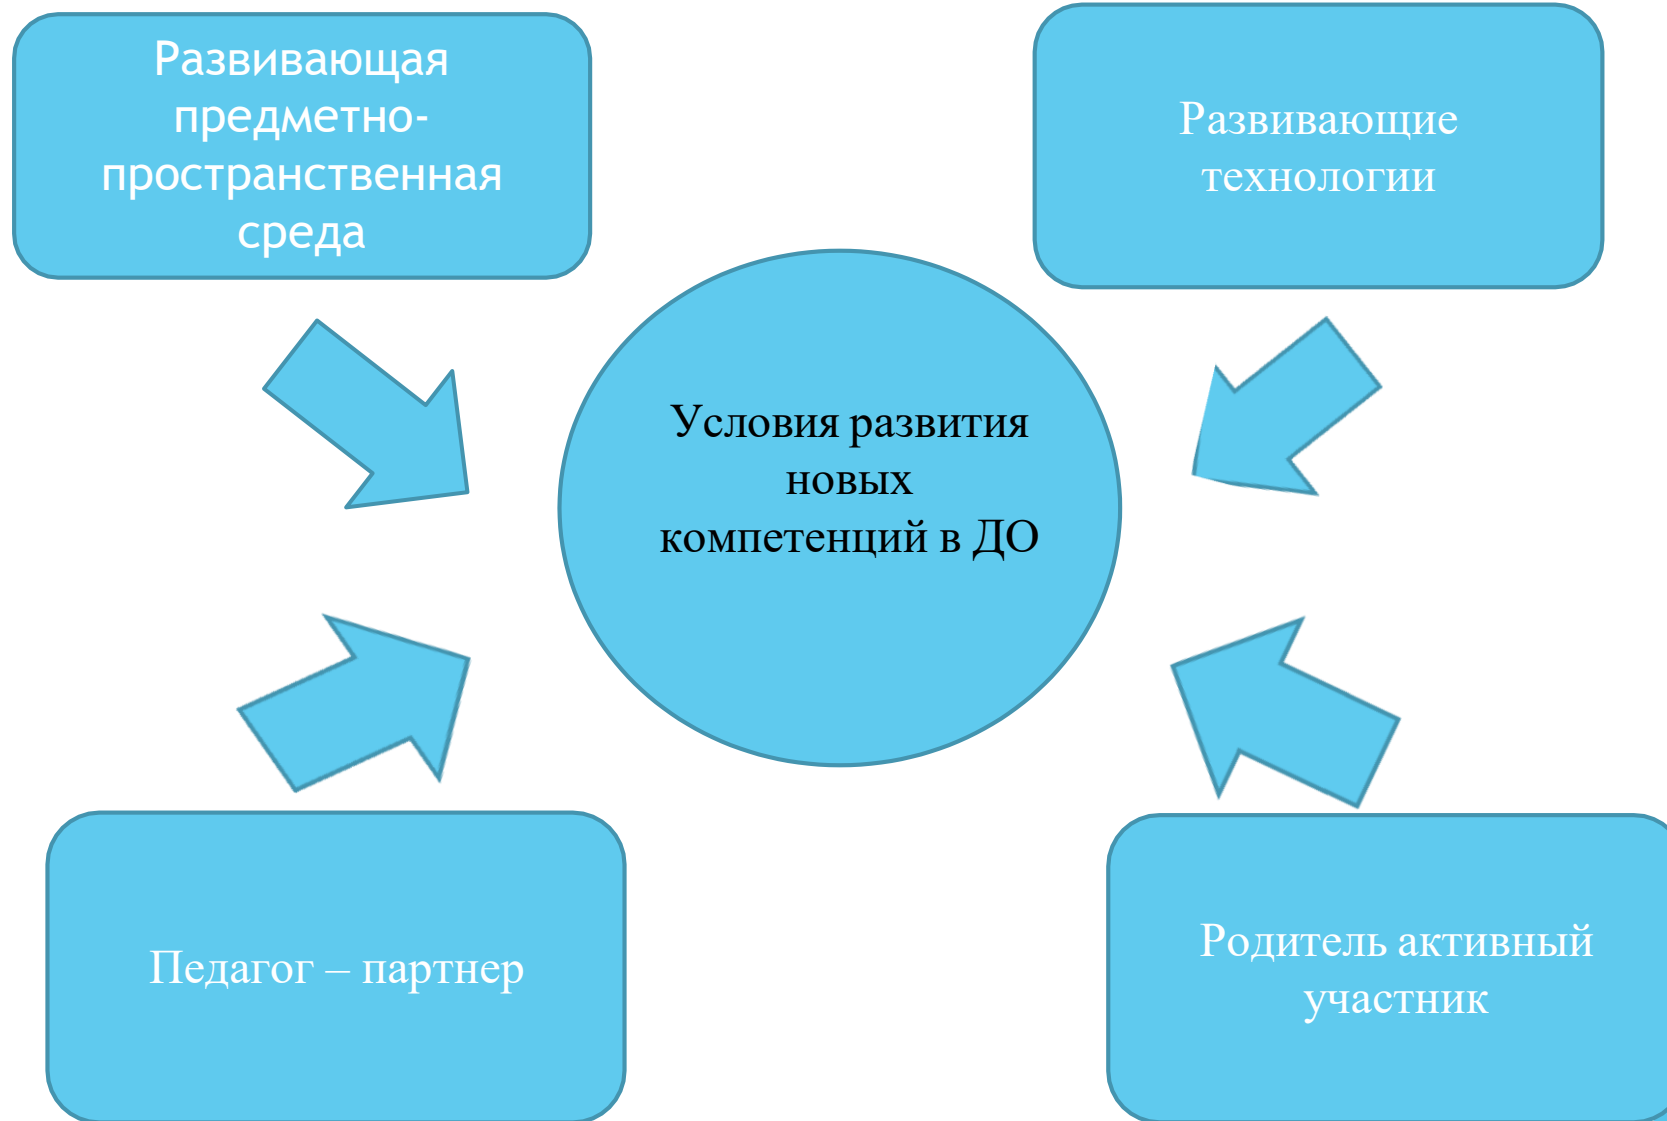 Развивающая
предметно-
пространственная
среда
Развивающие
технологии
Условия развития
новых
компетенций в ДО
Педагог – партнер
Родитель активный
участник